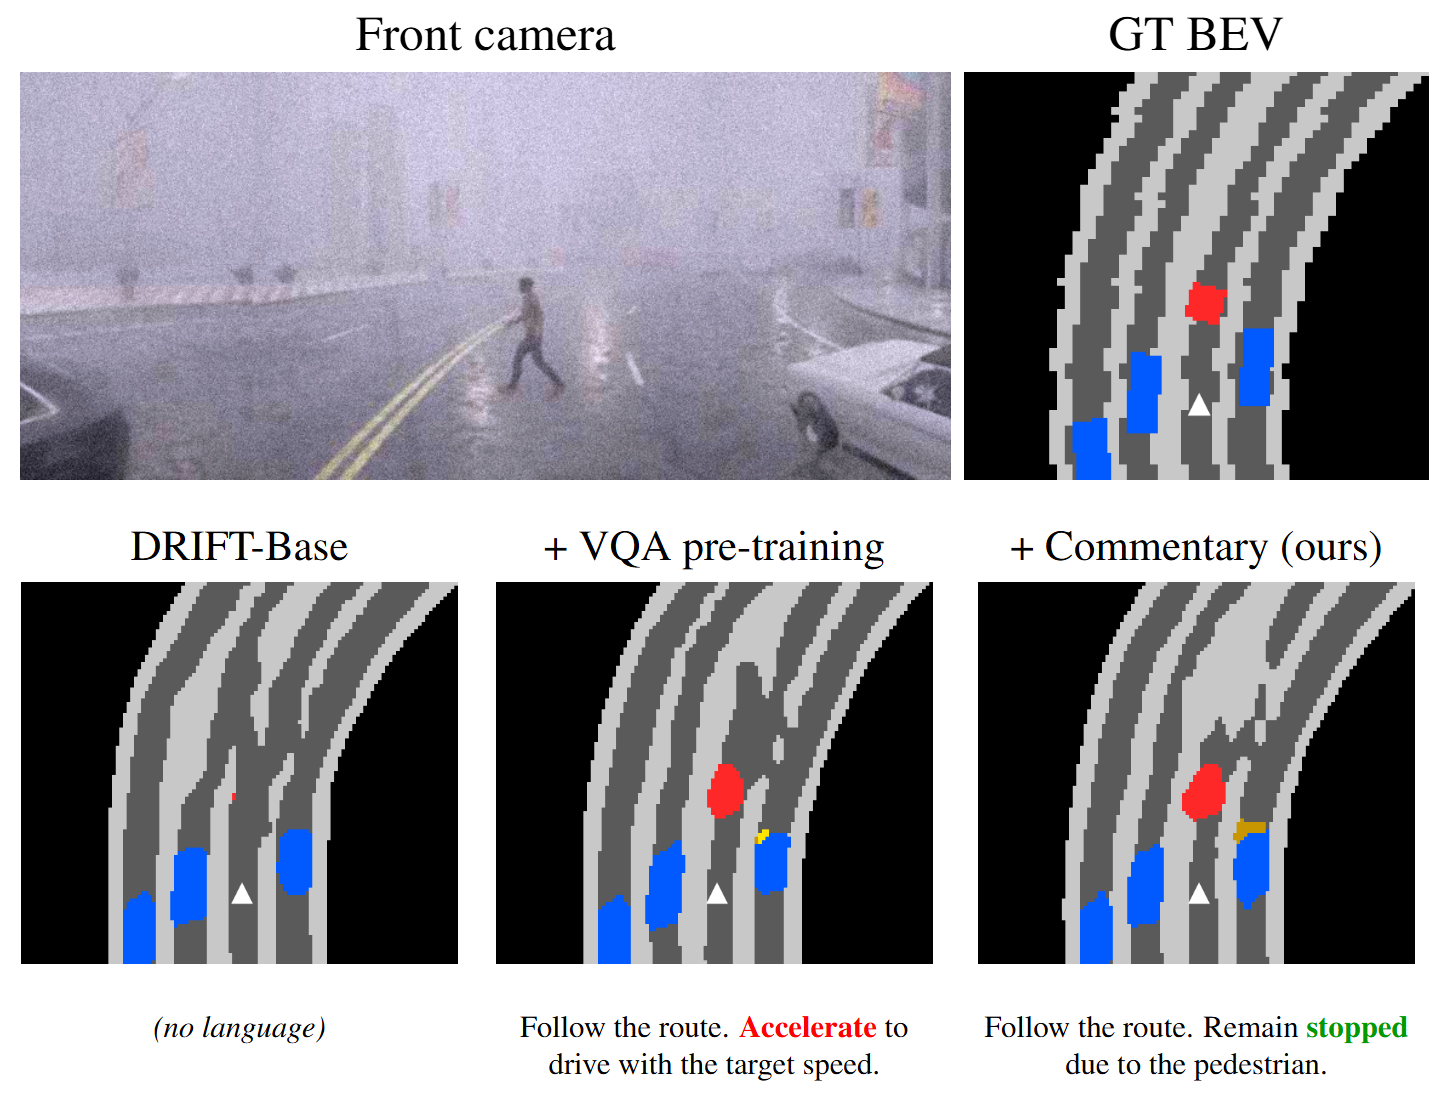 Front camera
GT BEV
DRIFT-Base
+ VQA pre-training
+ Commentary (ours)
(no language)
Follow the route. Accelerate to
drive with the target speed.
Follow the route. Remain stopped
due to the pedestrian.